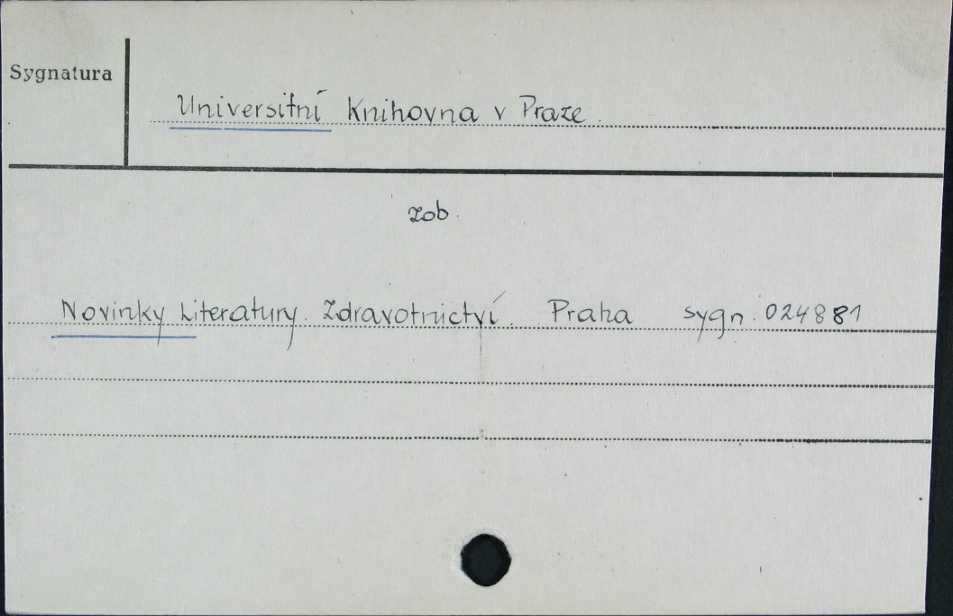 Sygnatura
Universitní Knihovna v Praze.
zob.
Novinky Literatury. Zdravotnictví. Praha sygn. 024881